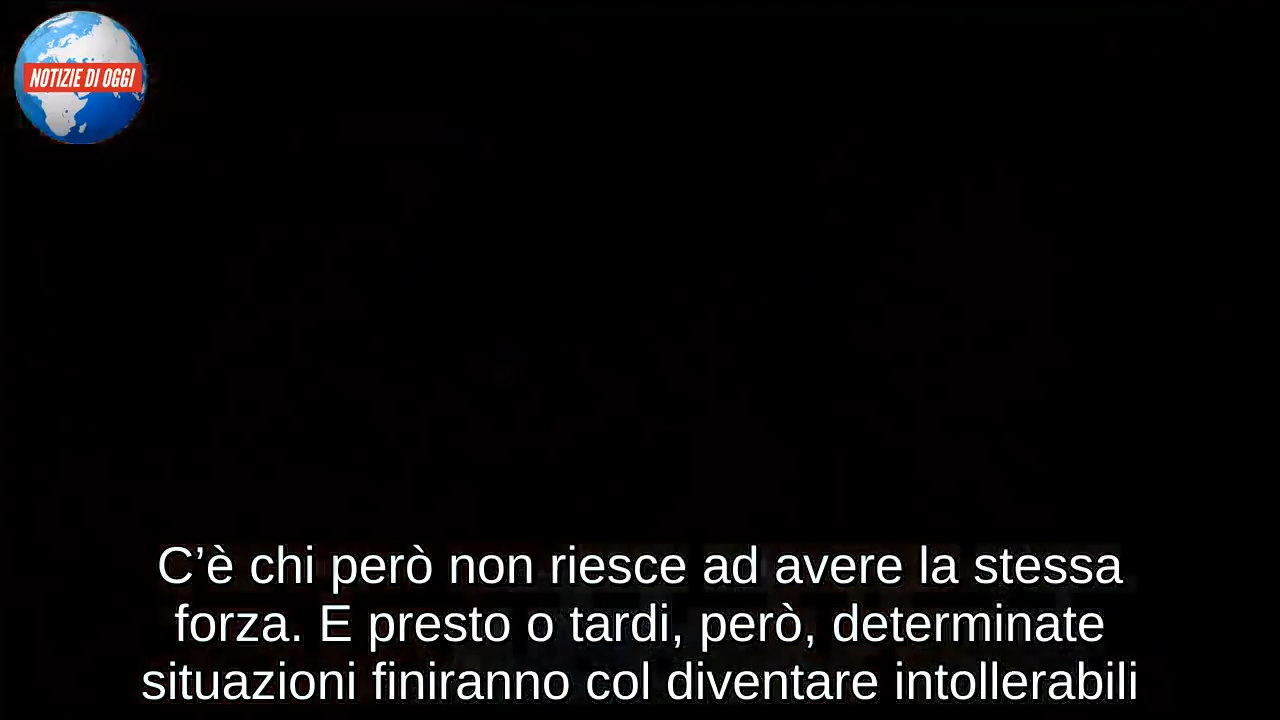 NOTIZIE DI OGGI
C’è chi però non riesce ad avere la stessa
forza. E presto o tardi, però, determinate
situazioni finiranno col diventare intollerabili